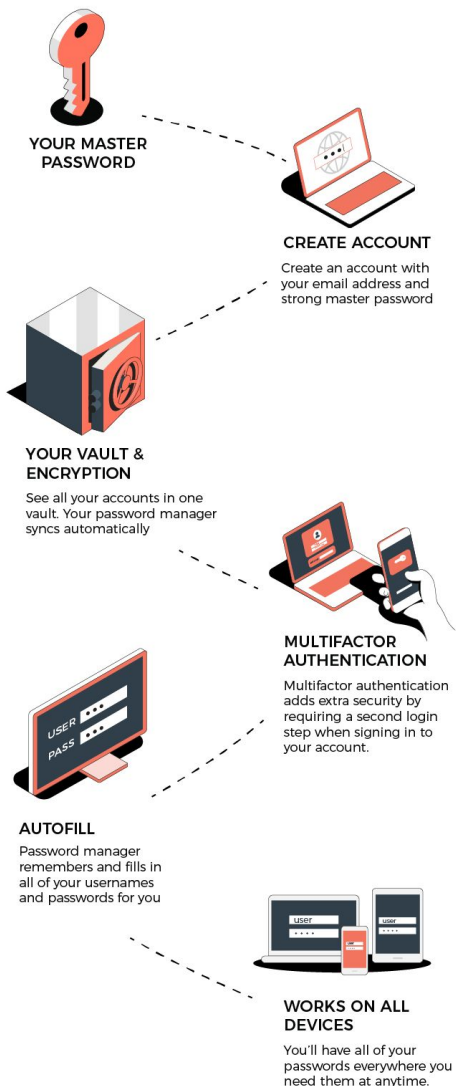 YOUR MASTER
PASSWORD
CREATE ACCOUNT
Create an account with
your email address and
strong master password
YOUR VAULT &
ENCRYPTION
See all your accounts in one
vault. Your password manager
syncs automatically
MULTIFACTOR
AUTHENTICATION
Multifactor authentication
adds extra security by
requiring a second login
step when signing in to
your account.
USER
PASS
AUTOFILL
Password manager
remembers and fills in
all of your usernames
and passwords for you
user
user
WORKS ON ALL
DEVICES
You'll have all of your
passwords everywhere you
need them at anytime.